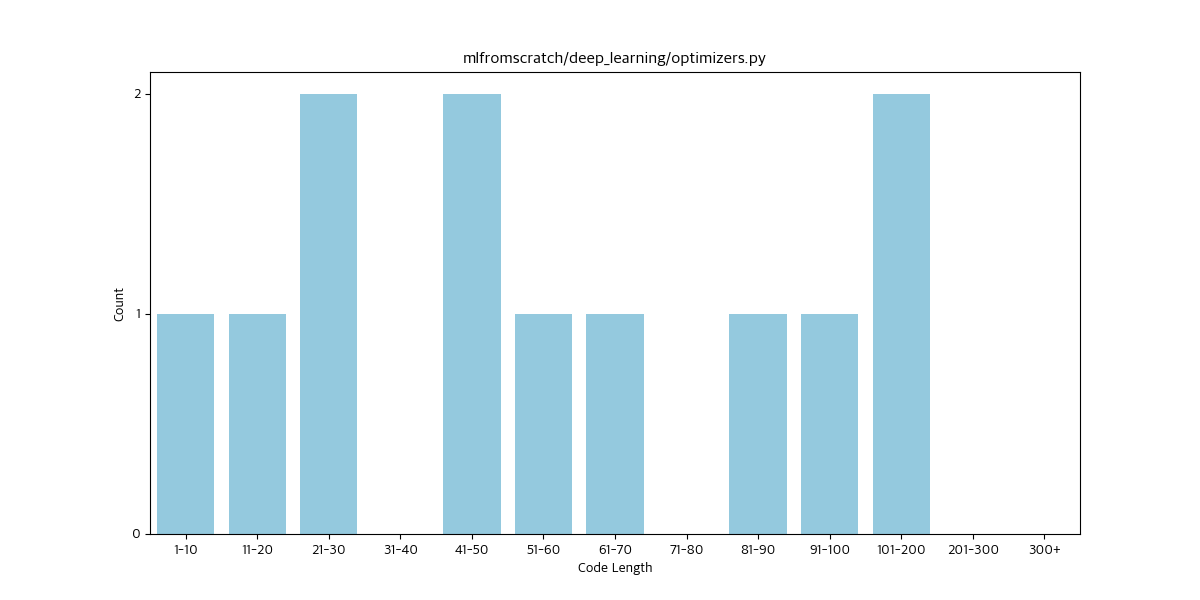 mlfromscratch/deep_learning/optimizers.py
Count
2
1
0
1-10 11-20 21-30 31-40 41-50 51-60 61-70 71-80 81-90 91-100 101-200 201-300 300+
Code Length